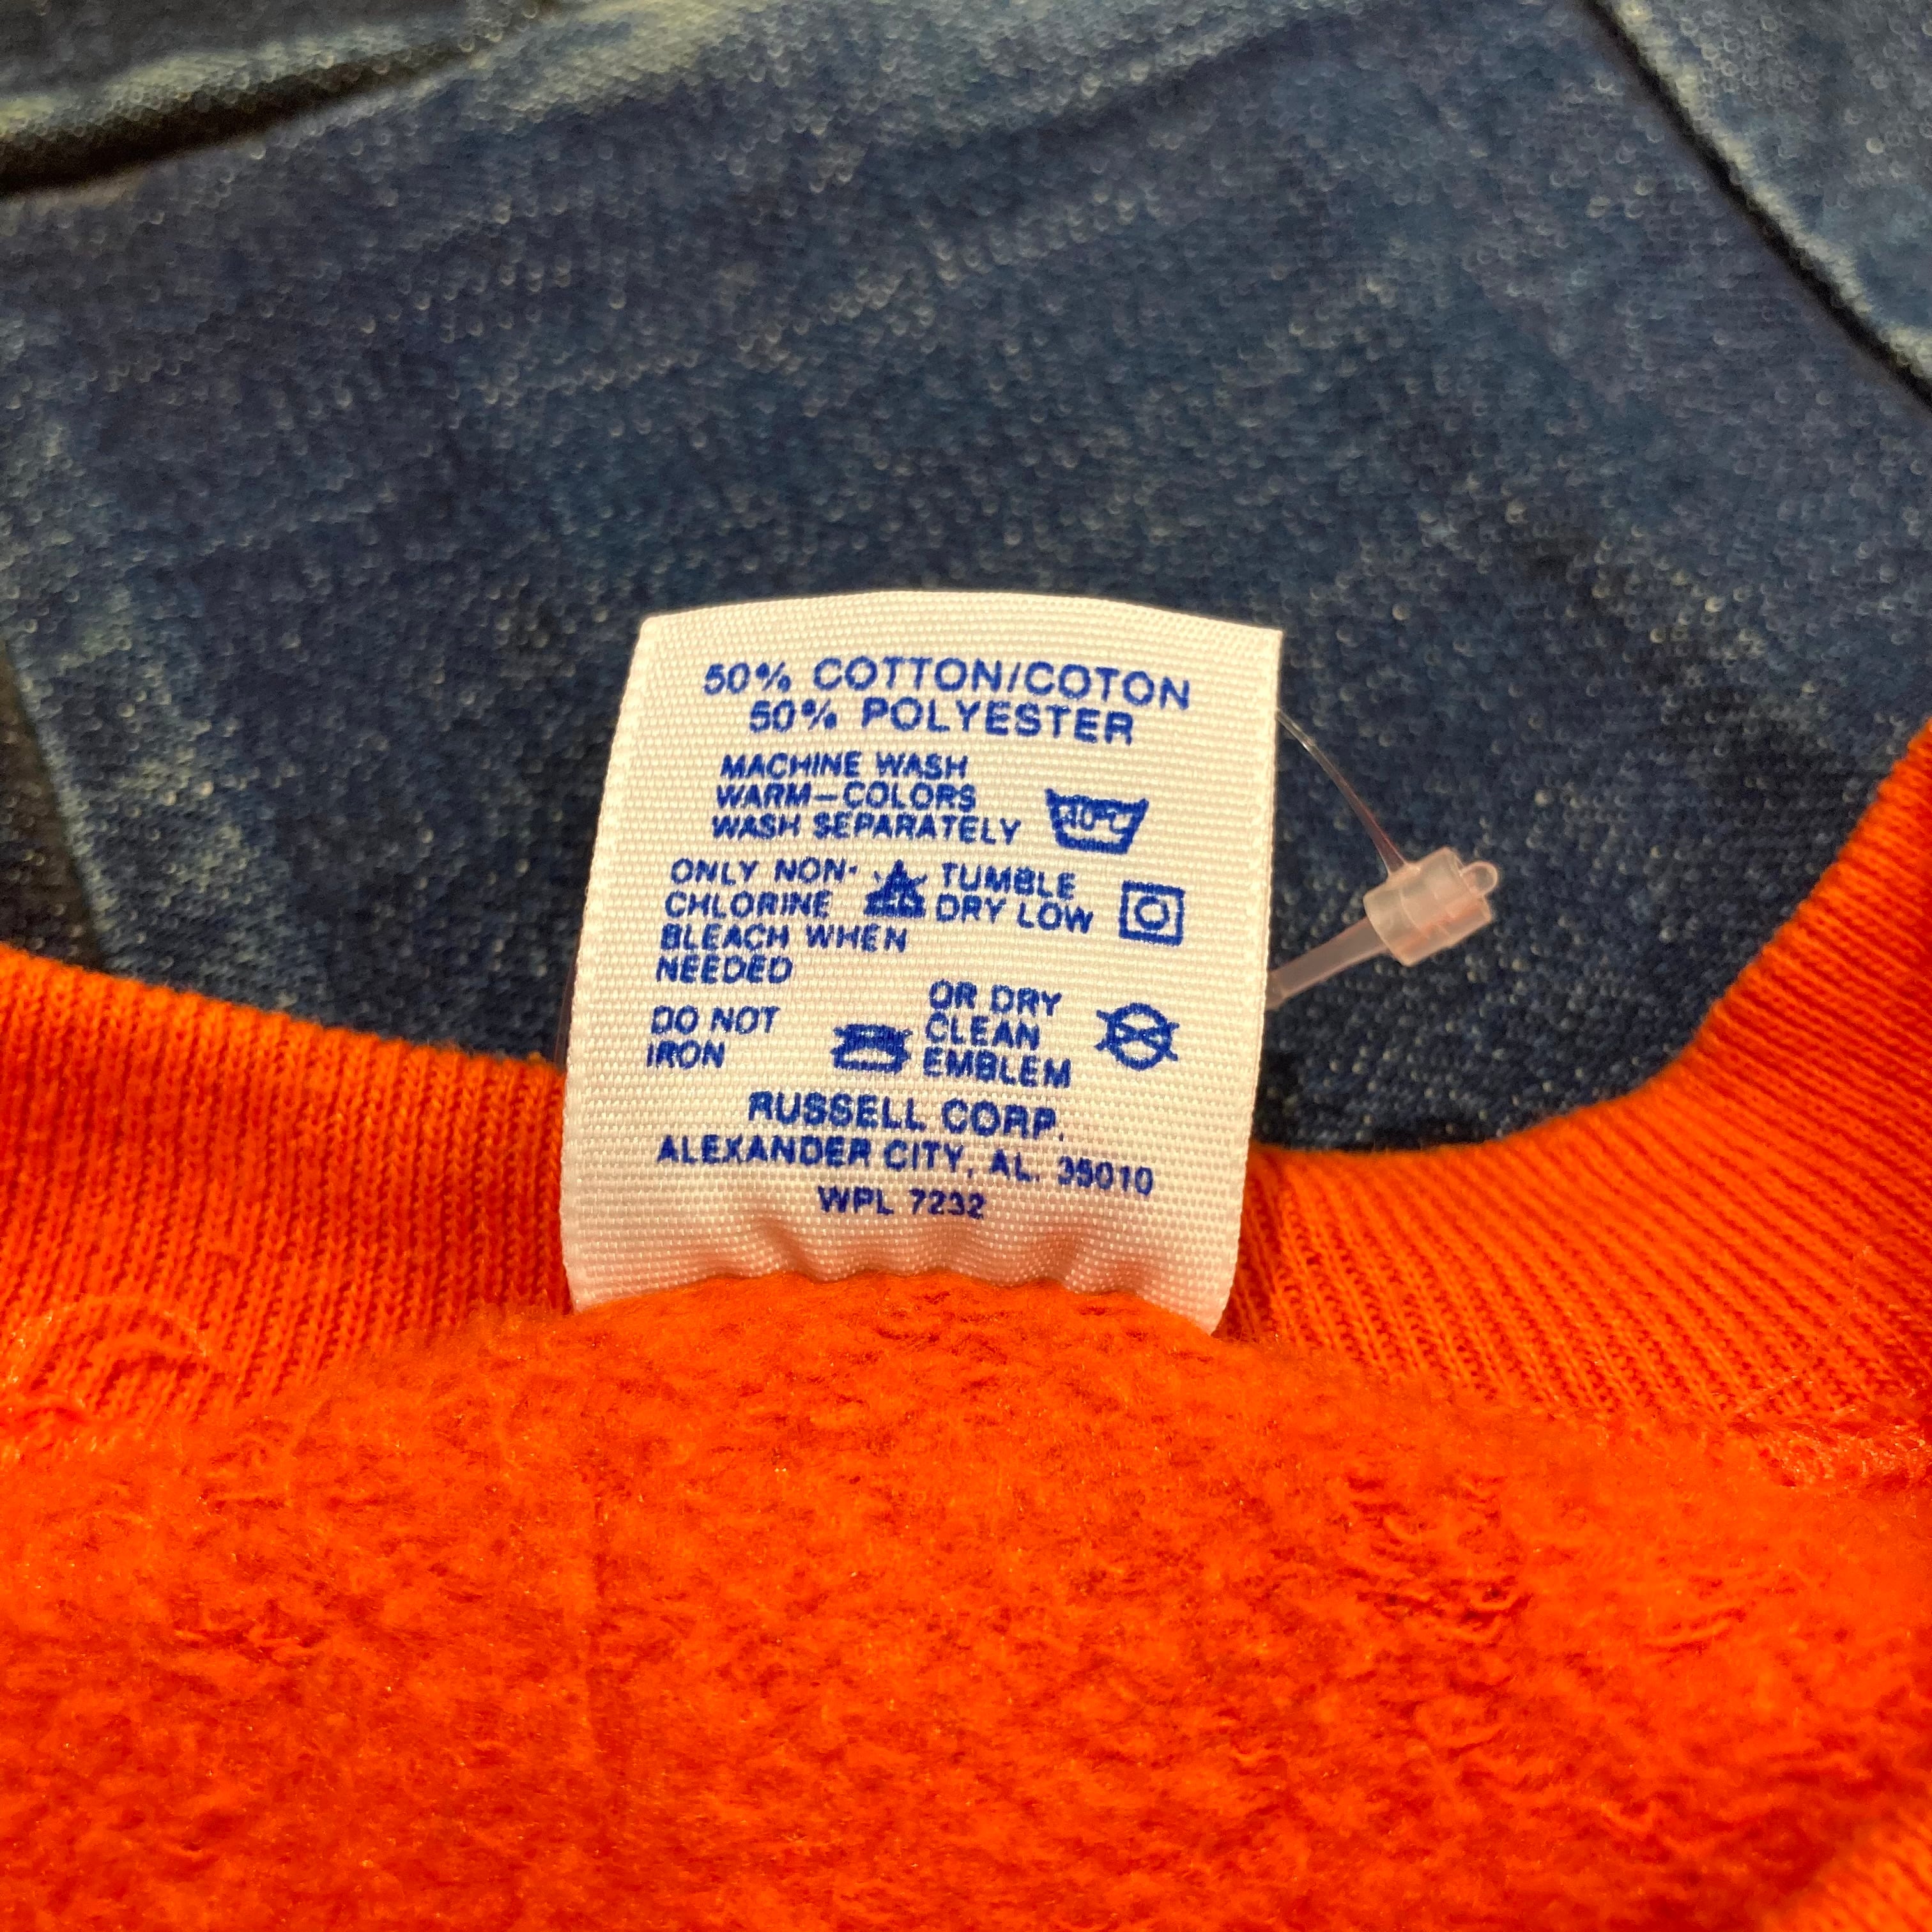 50% COTTON/COTON
50% POLYESTER
MACHINE WASH
WARM-COLORS
WASH SEPARATELY
40°C
ONLY NON-
CHLORINE
BLEACH WHEN
NEEDED
TUMBLE
DRY LOW
DO NOT
IRON
OR DRY
CLEAN
EMBLEM
RUSSELL CORP.
ALEXANDER CITY, AL. 35010
WPL 7232